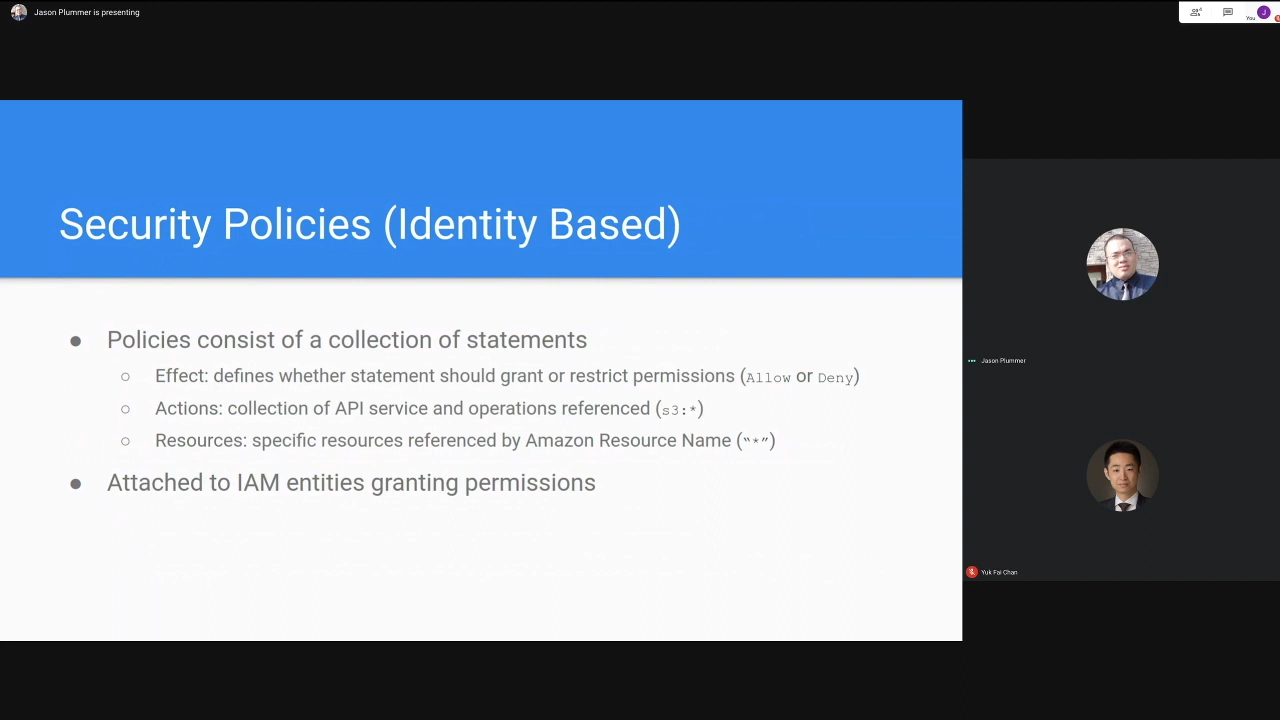 Jason Plummer is presenting
4
You
J
Security Policies (Identity Based)
● Policies consist of a collection of statements
○ Effect: defines whether statement should grant or restrict permissions (Allow or Deny)
○ Actions: collection of API service and operations referenced (s3:*)
○ Resources: specific resources referenced by Amazon Resource Name (“*”)
● Attached to IAM entities granting permissions
Jason Plummer
Yuk Fai Chan